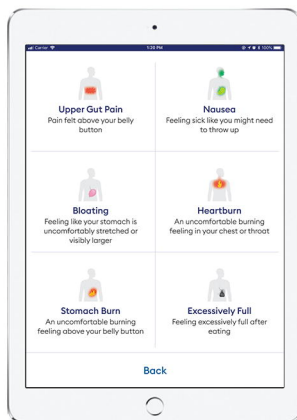 Carrier
1:20 PM
100%
Upper Gut Pain
Pain felt above your belly
button
Nausea
Feeling sick like you might need
to throw up
Bloating
Feeling like your stomach is
uncomfortably stretched or
visibly larger
Heartburn
An uncomfortable burning
feeling in your chest or throat
Stomach Burn
An uncomfortable burning
feeling above your belly button
Excessively Full
Feeling excessively full after
eating
Back